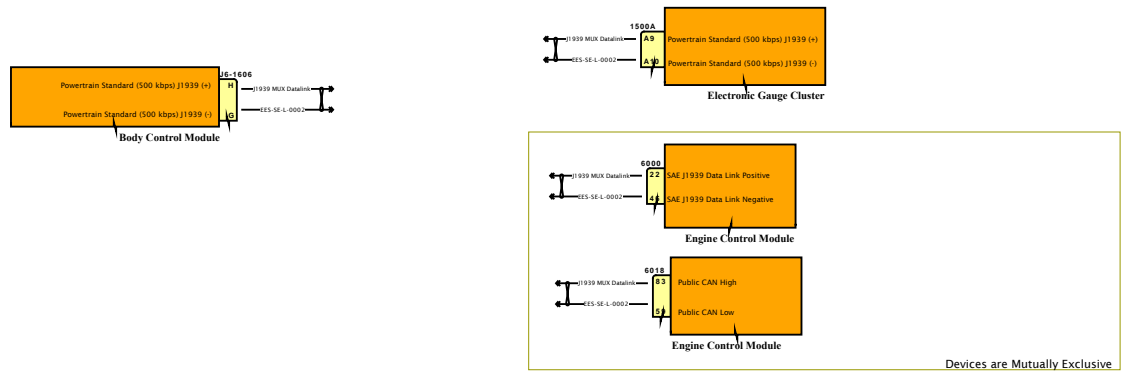 1500A
J1939 MUX Datalink
A9
Powertrain Standard (500 kbps) J1939 (+)
EES-SE-L-0002
A10
Powertrain Standard (500 kbps) J1939 (-)
Electronic Gauge Cluster
J6-1606
Powertrain Standard (500 kbps) J1939 (+)
H
J1939 MUX Datalink
Powertrain Standard (500 kbps) J1939 (-)
G
EES-SE-L-0002
Body Control Module
6000
J1939 MUX Datalink
22
SAE J1939 Data Link Positive
EES-SE-L-0002
SAE J1939 Data Link Negative
Engine Control Module
6018
J1939 MUX Datalink
83
Public CAN High
EES-SE-L-0002
Public CAN Low
Engine Control Module
Devices are Mutually Exclusive